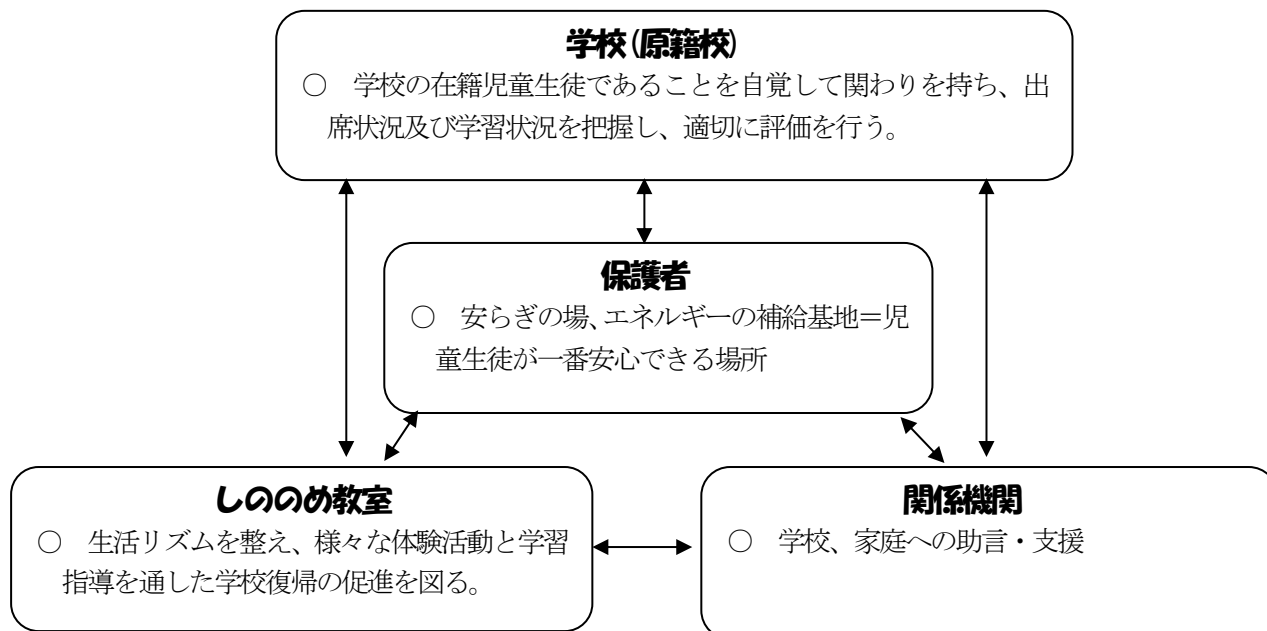 学校(原籍校)
○　学校の在籍児童生徒であることを自覚して関わりを持ち、出
席状況及び学習状況を把握し、適切に評価を行う。
保護者
○　安らぎの場、エネルギーの補給基地＝児
童生徒が一番安心できる場所
しののめ教室
○　生活リズムを整え、様々な体験活動と学習
指導を通した学校復帰の促進を図る。
関係機関
○　学校、家庭への助言・支援